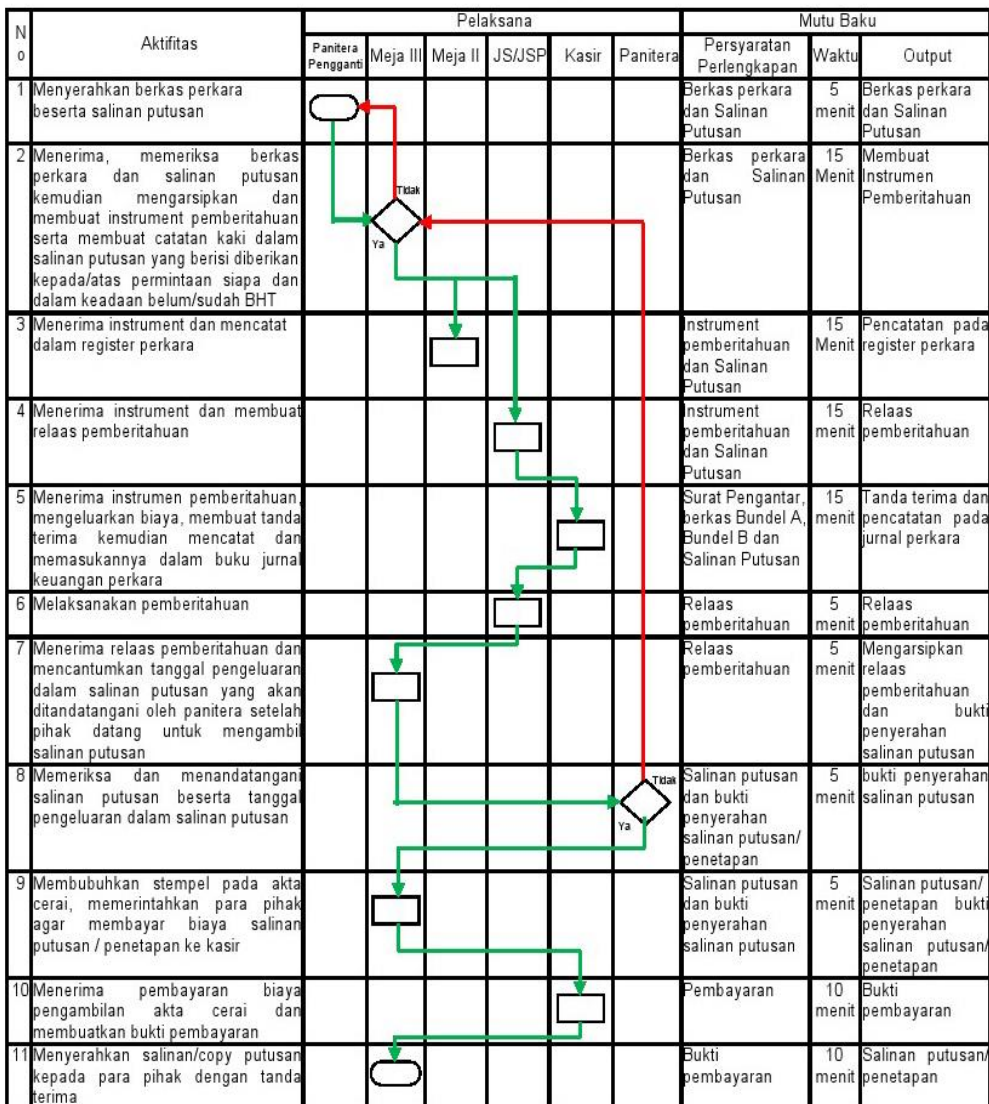 No
Aktifitas
Pelaksana
Mutu Baku
Panitera
Pengganti
Meja III
Meja II
JS/JSP
Kasir
Panitera
Persyaratan
Perlengkapan
Waktu
Output
1
Menyerahkan berkas perkara
beserta salinan putusan
Berkas perkara
dan Salinan
Putusan
5
menit
Berkas perkara
dan Salinan
Putusan
2
Menerima, memeriksa berkas
perkara dan salinan putusan
kemudian mengarsipkan dan
membuat instrument pemberitahuan
serta membuat catatan kaki dalam
salinan putusan yang berisi diberikan
kepada/atas permintaan siapa dan
dalam keadaan belum/sudah BHT
Tidak
Ya
Berkas perkara
dan Salinan
Putusan
15
Menit
Membuat
Instrumen
Pemberitahuan
3
Menerima instrument dan mencatat
dalam register perkara
Instrument
pemberitahuan
dan Salinan
Putusan
15
Menit
Pencatatan pada
register perkara
4
Menerima instrument dan membuat
relaas pemberitahuan
Instrument
pemberitahuan
dan Salinan
Putusan
15
menit
Relaas
pemberitahuan
5
Menerima instrumen pemberitahuan,
mengeluarkan biaya, membuat tanda
terima kemudian mencatat dan
memasukannya dalam buku jurnal
keuangan perkara
Surat Pengantar,
berkas Bundel A,
Bundel B dan
Salinan Putusan
15
menit
Tanda terima dan
pencatatan pada
jurnal perkara
6
Melaksanakan pemberitahuan
Relaas
pemberitahuan
5
menit
Relaas
pemberitahuan
7
Menerima relaas pemberitahuan dan
mencantumkan tanggal pengeluaran
dalam salinan putusan yang akan
ditandatangani oleh panitera setelah
pihak datang untuk mengambil
salinan putusan
Relaas
pemberitahuan
5
menit
Mengarsipkan
relaas
pemberitahuan
dan bukti
penyerahan
salinan putusan
8
Memeriksa dan menandatangani
salinan putusan beserta tanggal
pengeluaran dalam salinan putusan
Tidak
Ya
Salinan putusan
dan bukti
penyerahan
salinan putusan/
penetapan
5
menit
bukti penyerahan
salinan putusan
9
Membubuhkan stempel pada akta
cerai, memerintahkan para pihak
agar membayar biaya salinan
putusan / penetapan ke kasir
Salinan putusan
dan bukti
penyerahan
salinan putusan
5
menit
Salinan putusan/
penetapan bukti
penyerahan
salinan putusan/
penetapan
10
Menerima pembayaran biaya
pengambilan akta cerai dan
membuatkan bukti pembayaran
Pembayaran
10
menit
Bukti
pembayaran
11
Menyerahkan salinan/copy putusan
kepada para pihak dengan tanda
terima
Bukti
pembayaran
10
menit
Salinan putusan/
penetapan